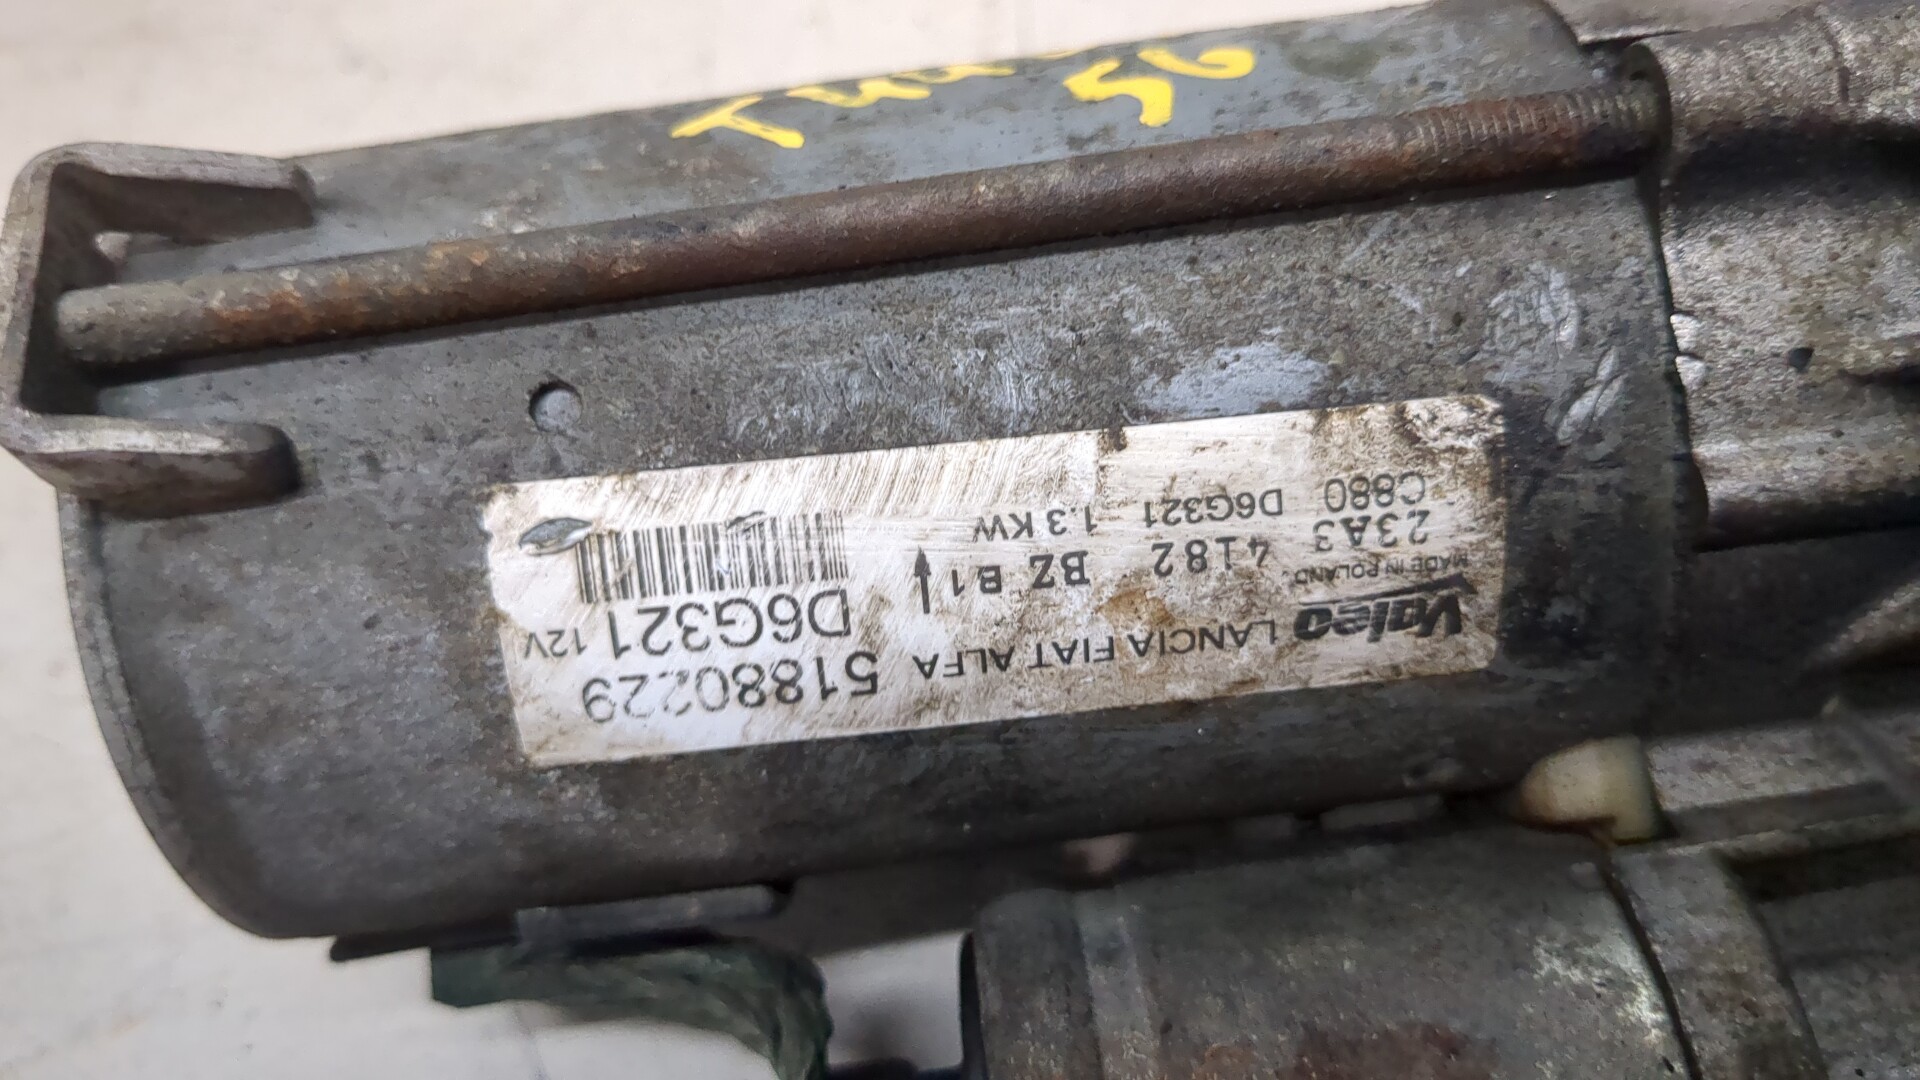 56
Valeo LANCIA FIAT ALFA 51880229
MADE IN POLAND
D6G321 12V
23A3 4182 BZ B1
C880 D6G321 1.3 KW